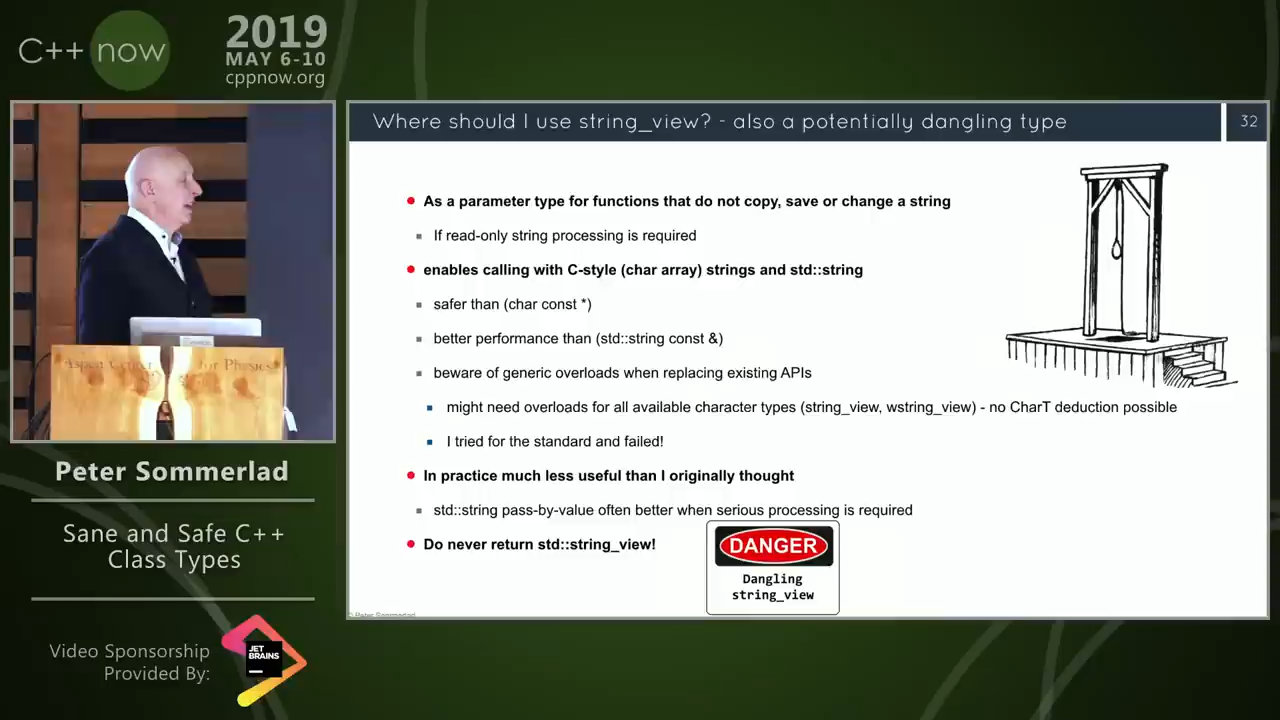 C++ now
2019
MAY 6-10
cppnow.org
Where should I use string_view? - also a potentially dangling type
32
As a parameter type for functions that do not copy, save or change a string
If read-only string processing is required
enables calling with C-style (char array) strings and std::string
safer than (char const *)
better performance than (std::string const &)
beware of generic overloads when replacing existing APIs
might need overloads for all available character types (string_view, wstring_view) - no CharT deduction possible
I tried for the standard and failed!
In practice much less useful than I originally thought
std::string pass-by-value often better when serious processing is required
Do never return std::string_view!
DANGER
Dangling
string_view
© Peter Sommerlad
Aspen Center for Physics
Peter Sommerlad
Sane and Safe C++
Class Types
Video Sponsorship
Provided By:
JET
BRAINS